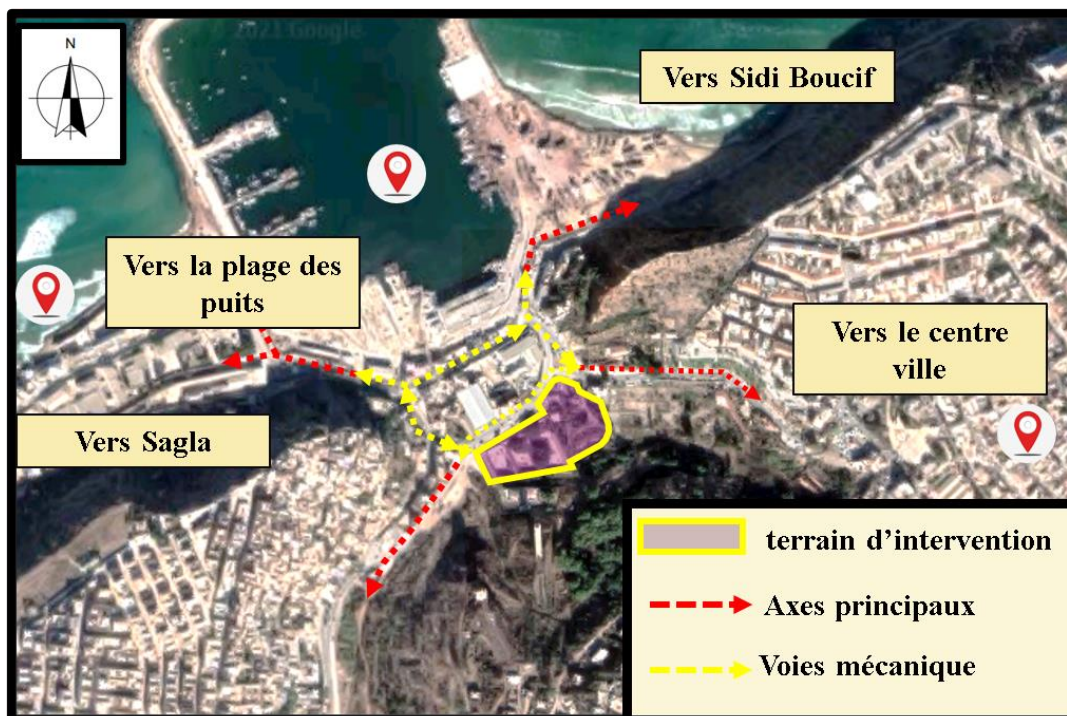 2021 Google
N
Vers Sidi Boucif
Vers la plage des
puits
Vers le centre
ville
Vers Sagla
terrain d’intervention
Axes principaux
Voies mécanique